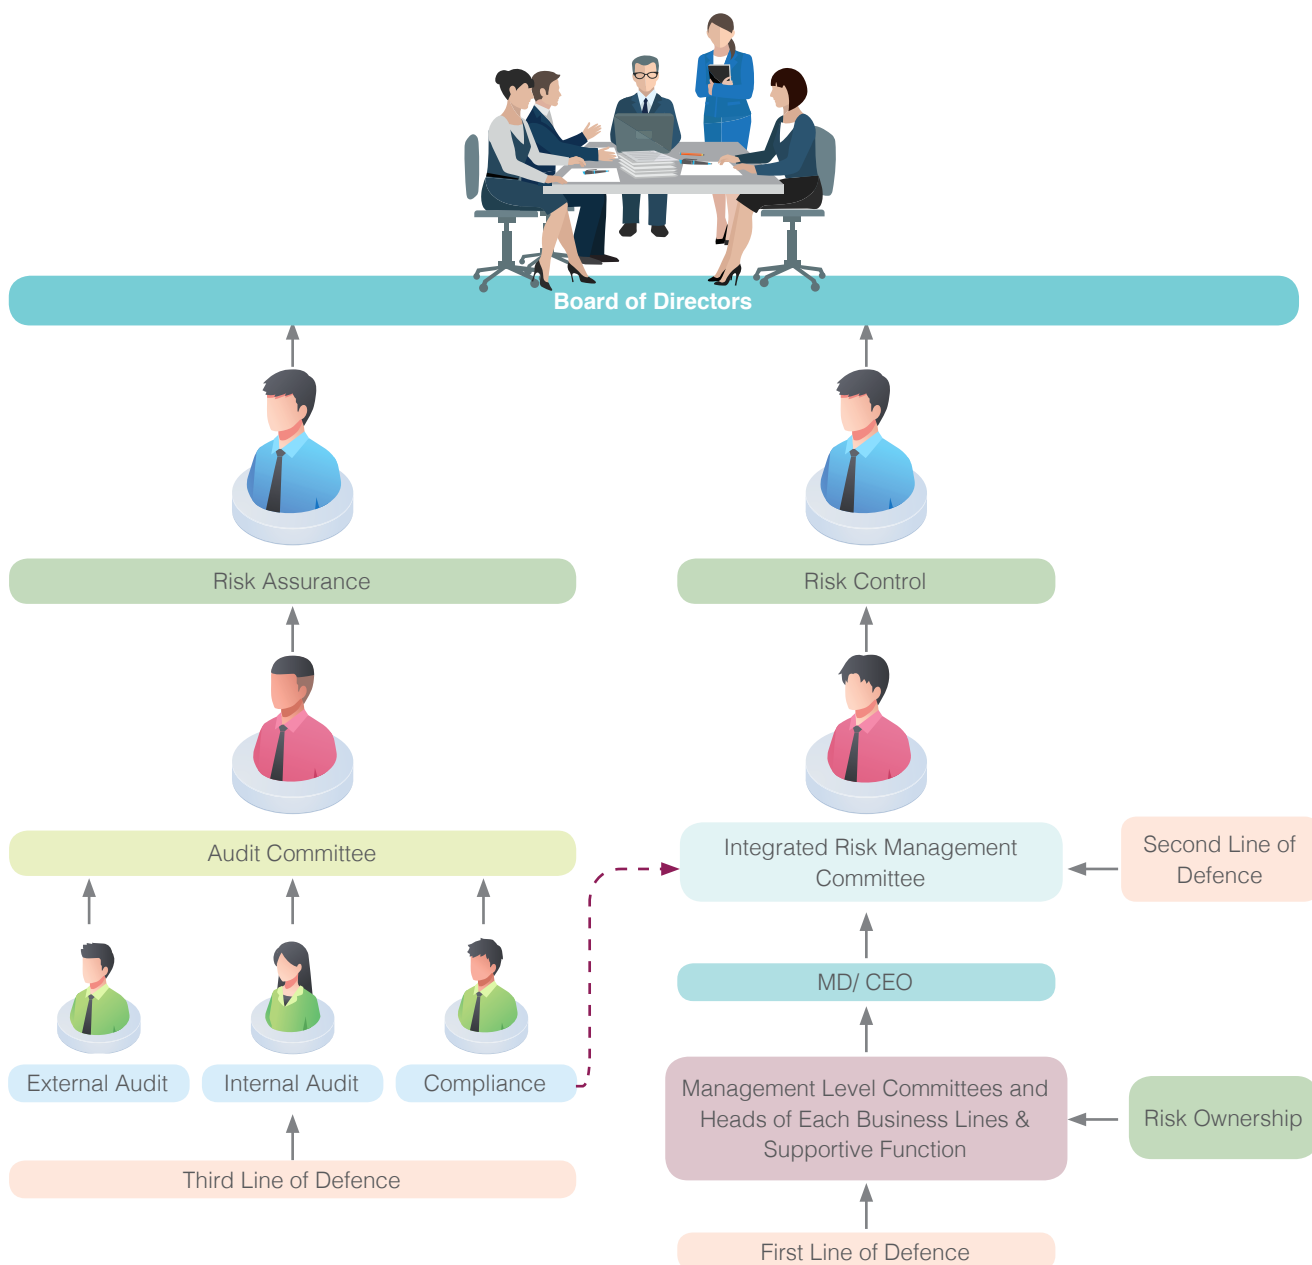 Board of Directors
Risk Assurance
Risk Control
Audit Committee
Integrated Risk Management
Committee
Second Line of
Defence
MD/ CEO
External Audit
Internal Audit
Compliance
Management Level Committees and
Heads of Each Business Lines &
Supportive Function
Risk Ownership
Third Line of Defence
First Line of Defence